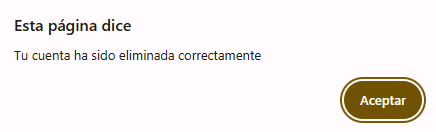 Esta página dice
Tu cuenta ha sido eliminada correctamente
Aceptar